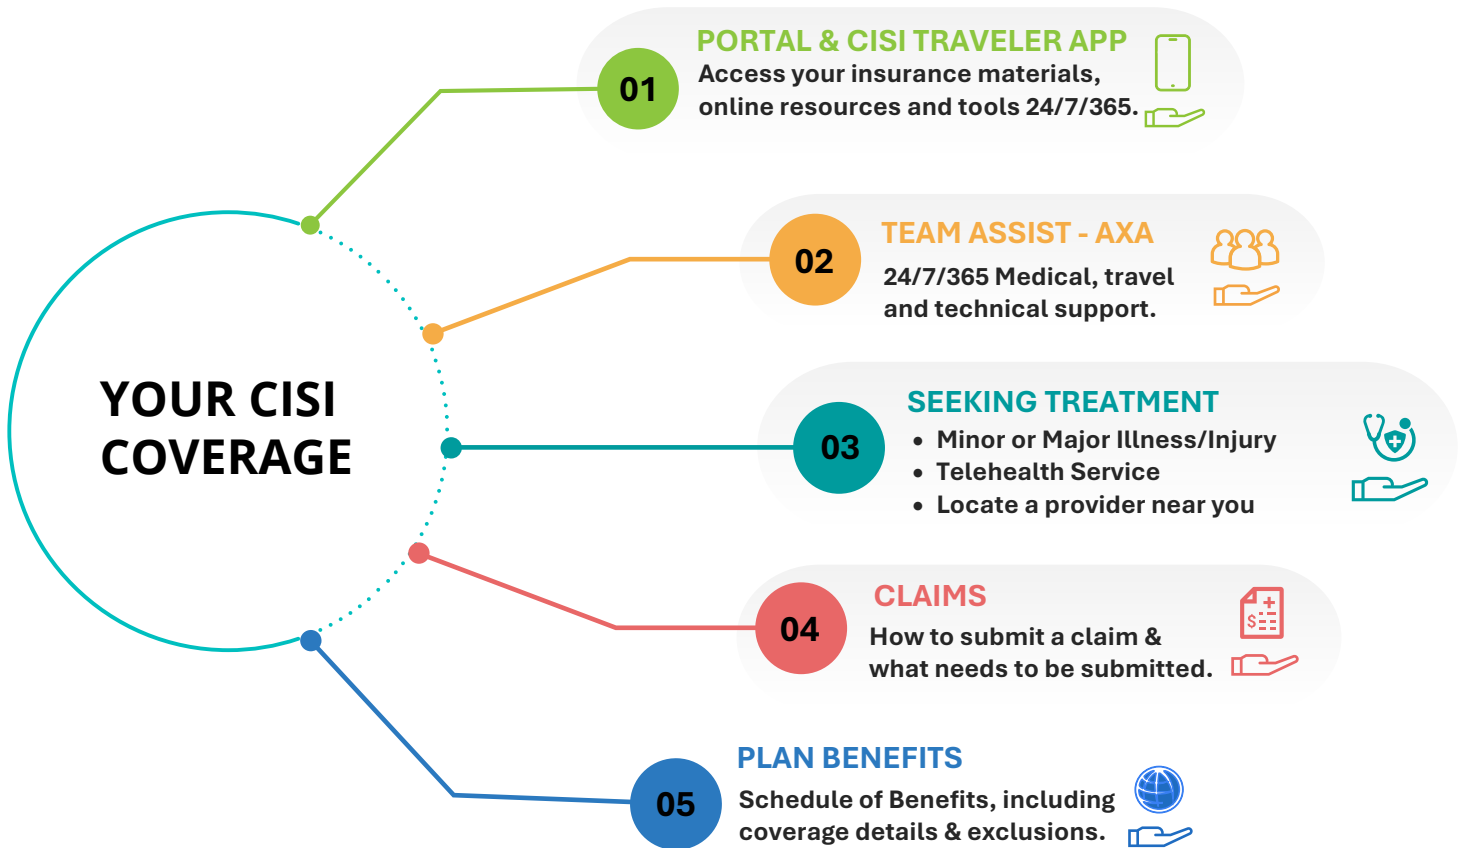 YOUR CISI
COVERAGE
01
PORTAL & CISI TRAVELER APP
Access your insurance materials,
online resources and tools 24/7/365.
02
TEAM ASSIST - AXA
24/7/365 Medical, travel
and technical support.
03
SEEKING TREATMENT
• Minor or Major Illness/Injury
• Telehealth Service
• Locate a provider near you
04
CLAIMS
How to submit a claim &
what needs to be submitted.
05
PLAN BENEFITS
Schedule of Benefits, including
coverage details & exclusions.